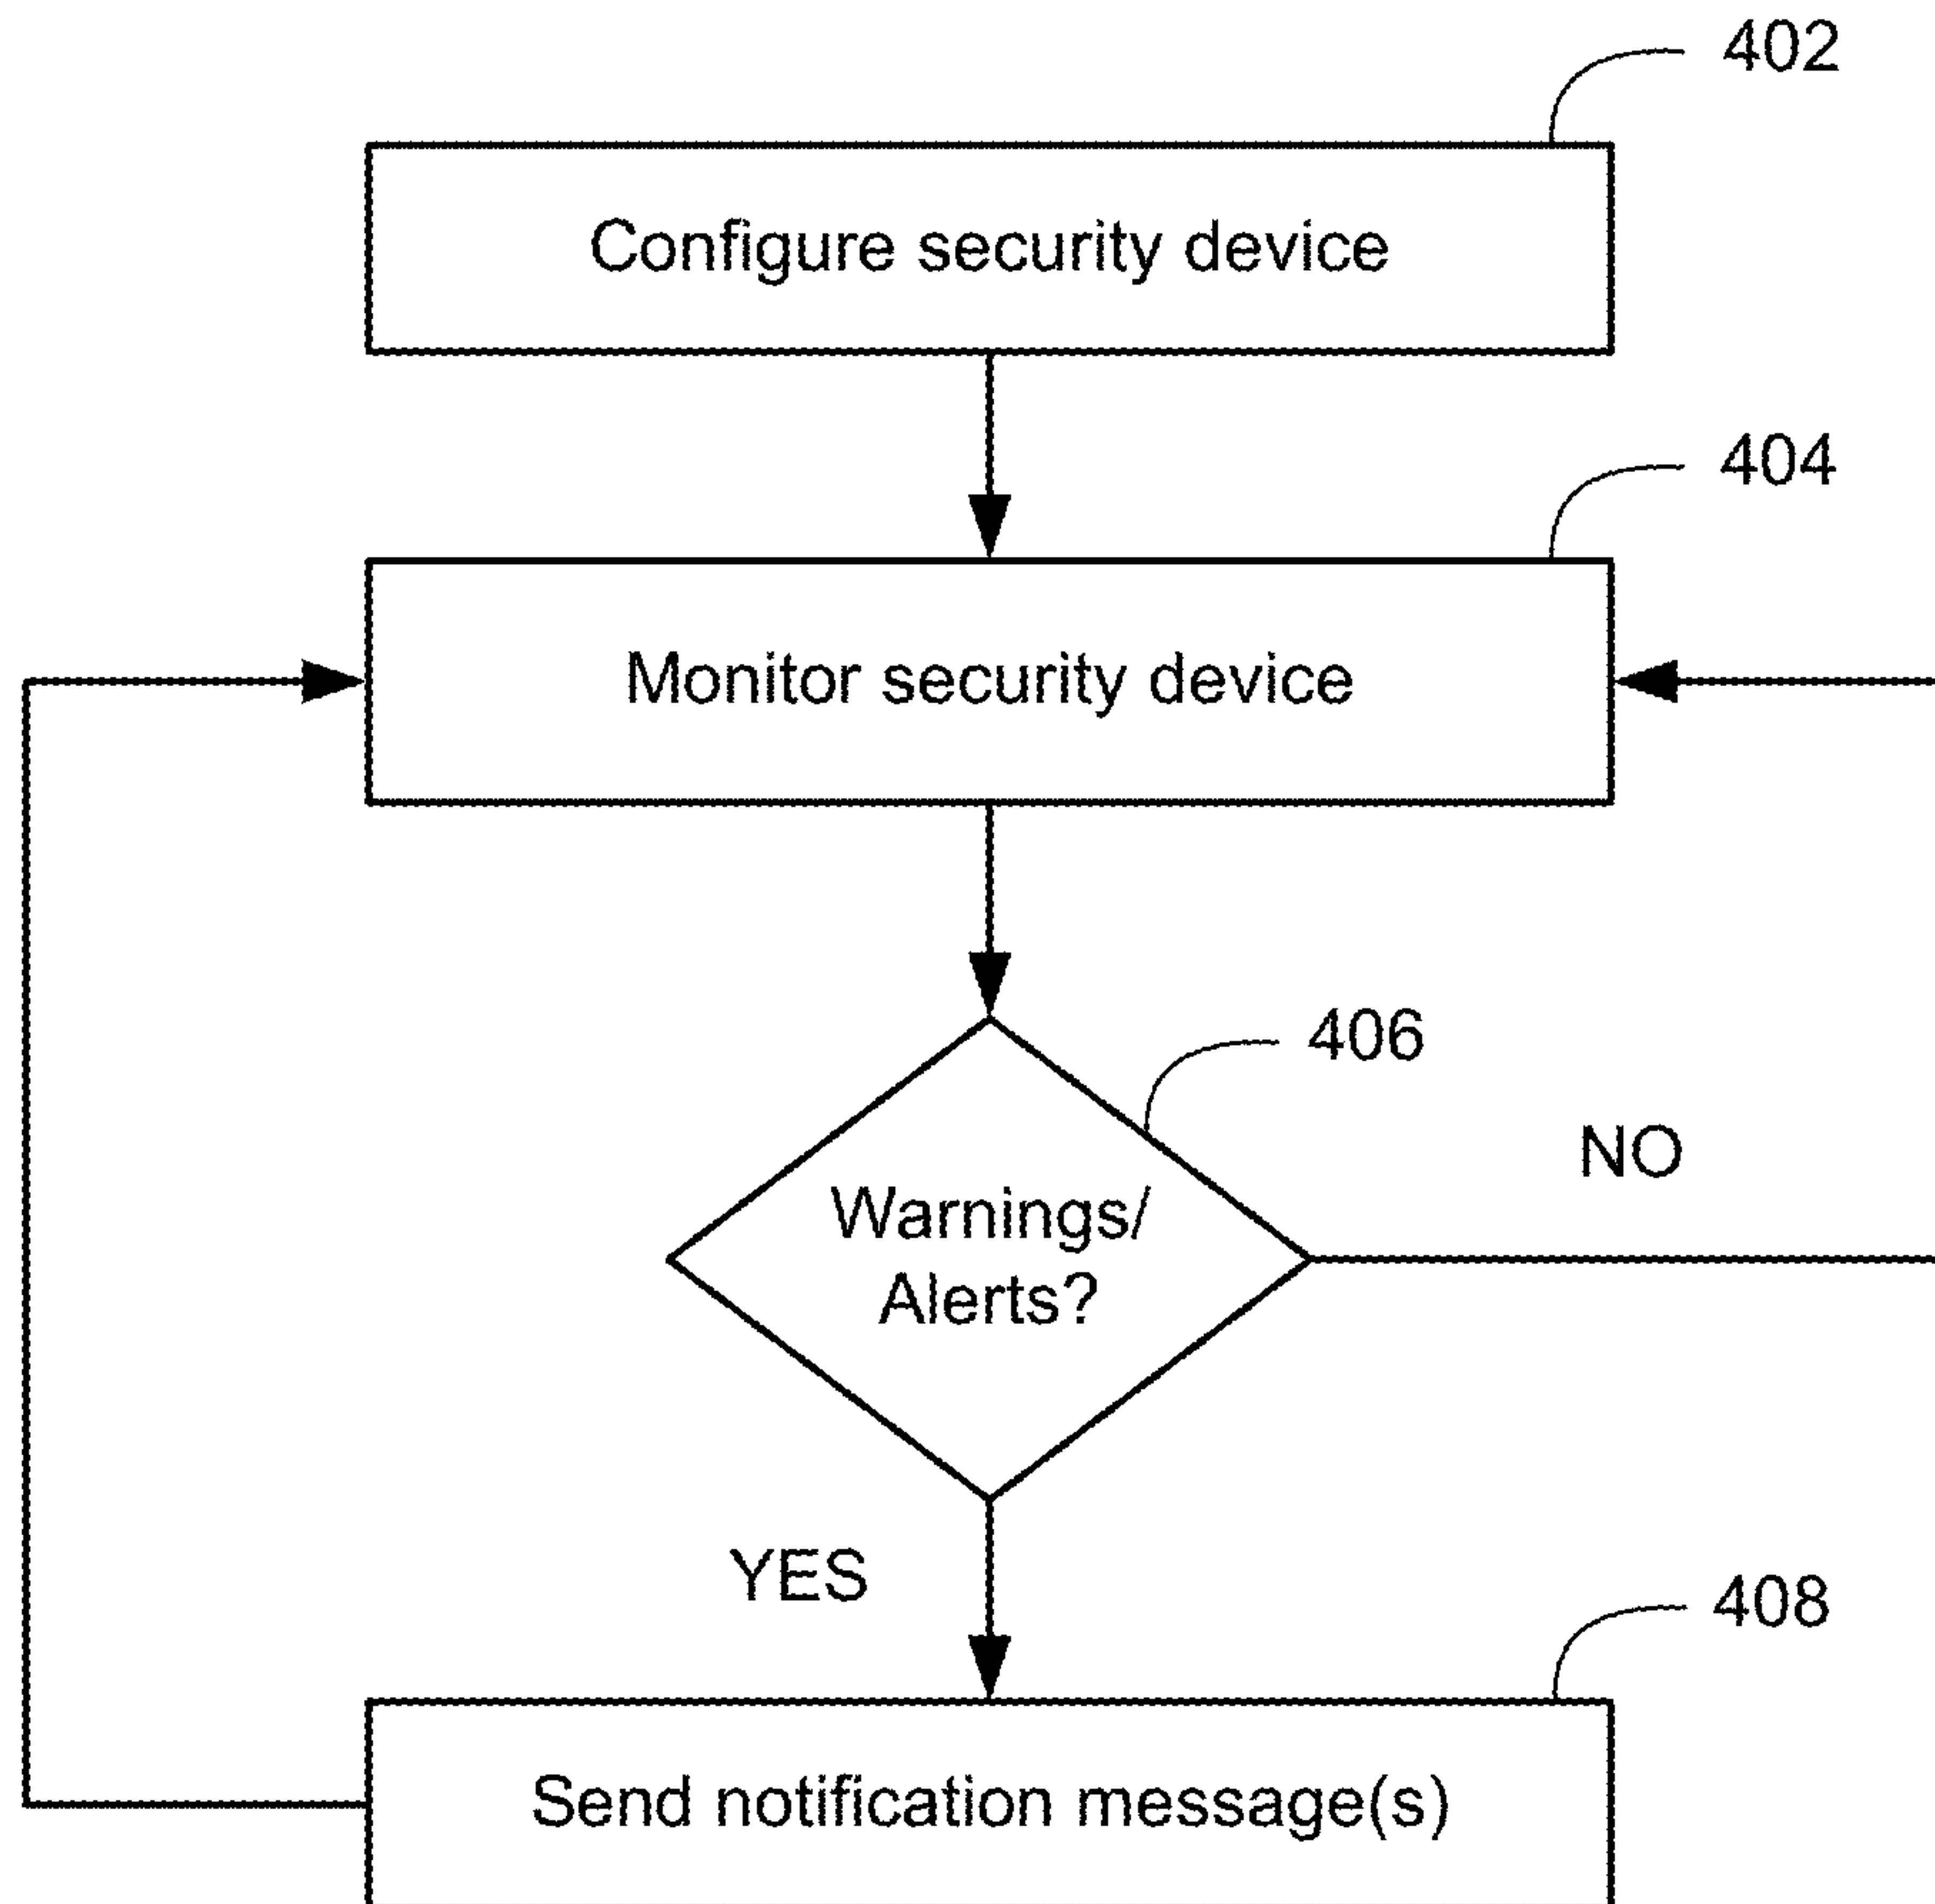 402
Configure security device
404
Monitor security device
406
NO
Warnings/
Alerts?
YES
408
Send notification message(s)